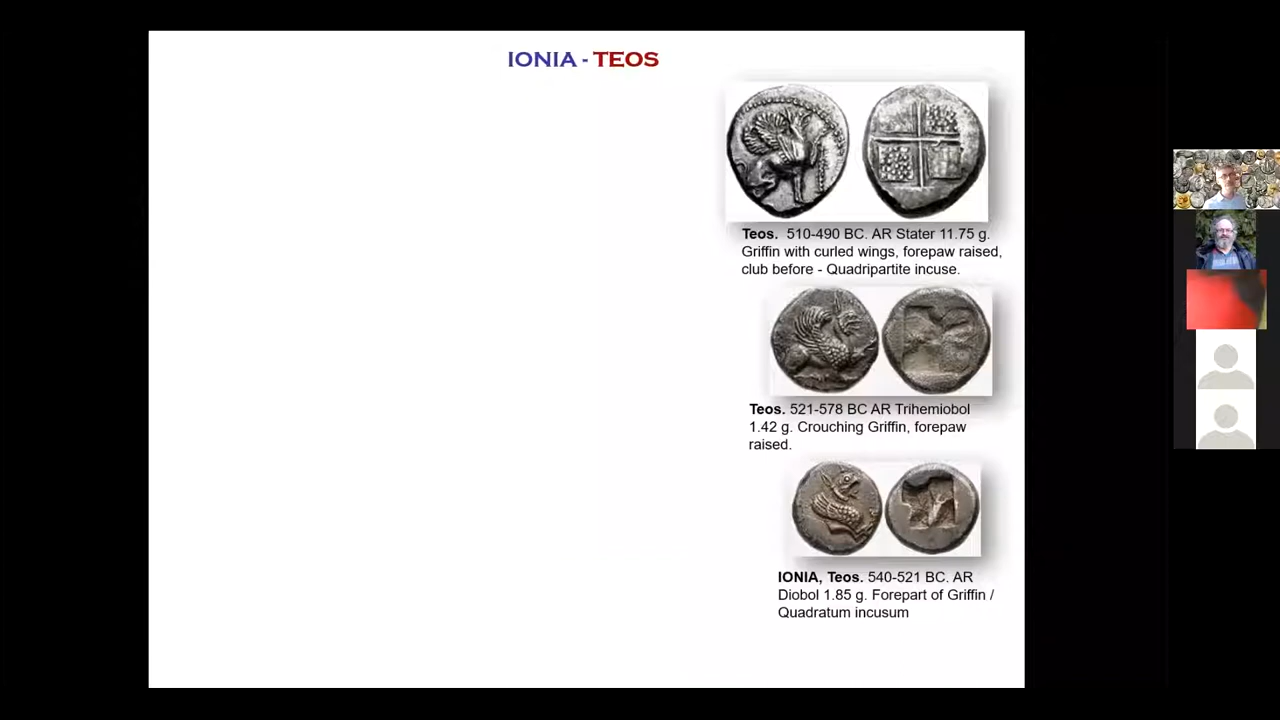 IONIA - TEOS
Teos. 510-490 BC. AR Stater 11.75 g.
Griffin with curled wings, forepaw raised,
club before - Quadripartite incuse.
Teos. 521-578 BC AR Trihemiobol
1.42 g. Crouching Griffin, forepaw
raised.
IONIA, Teos. 540-521 BC. AR
Diobol 1.85 g. Forepart of Griffin /
Quadratum incusum